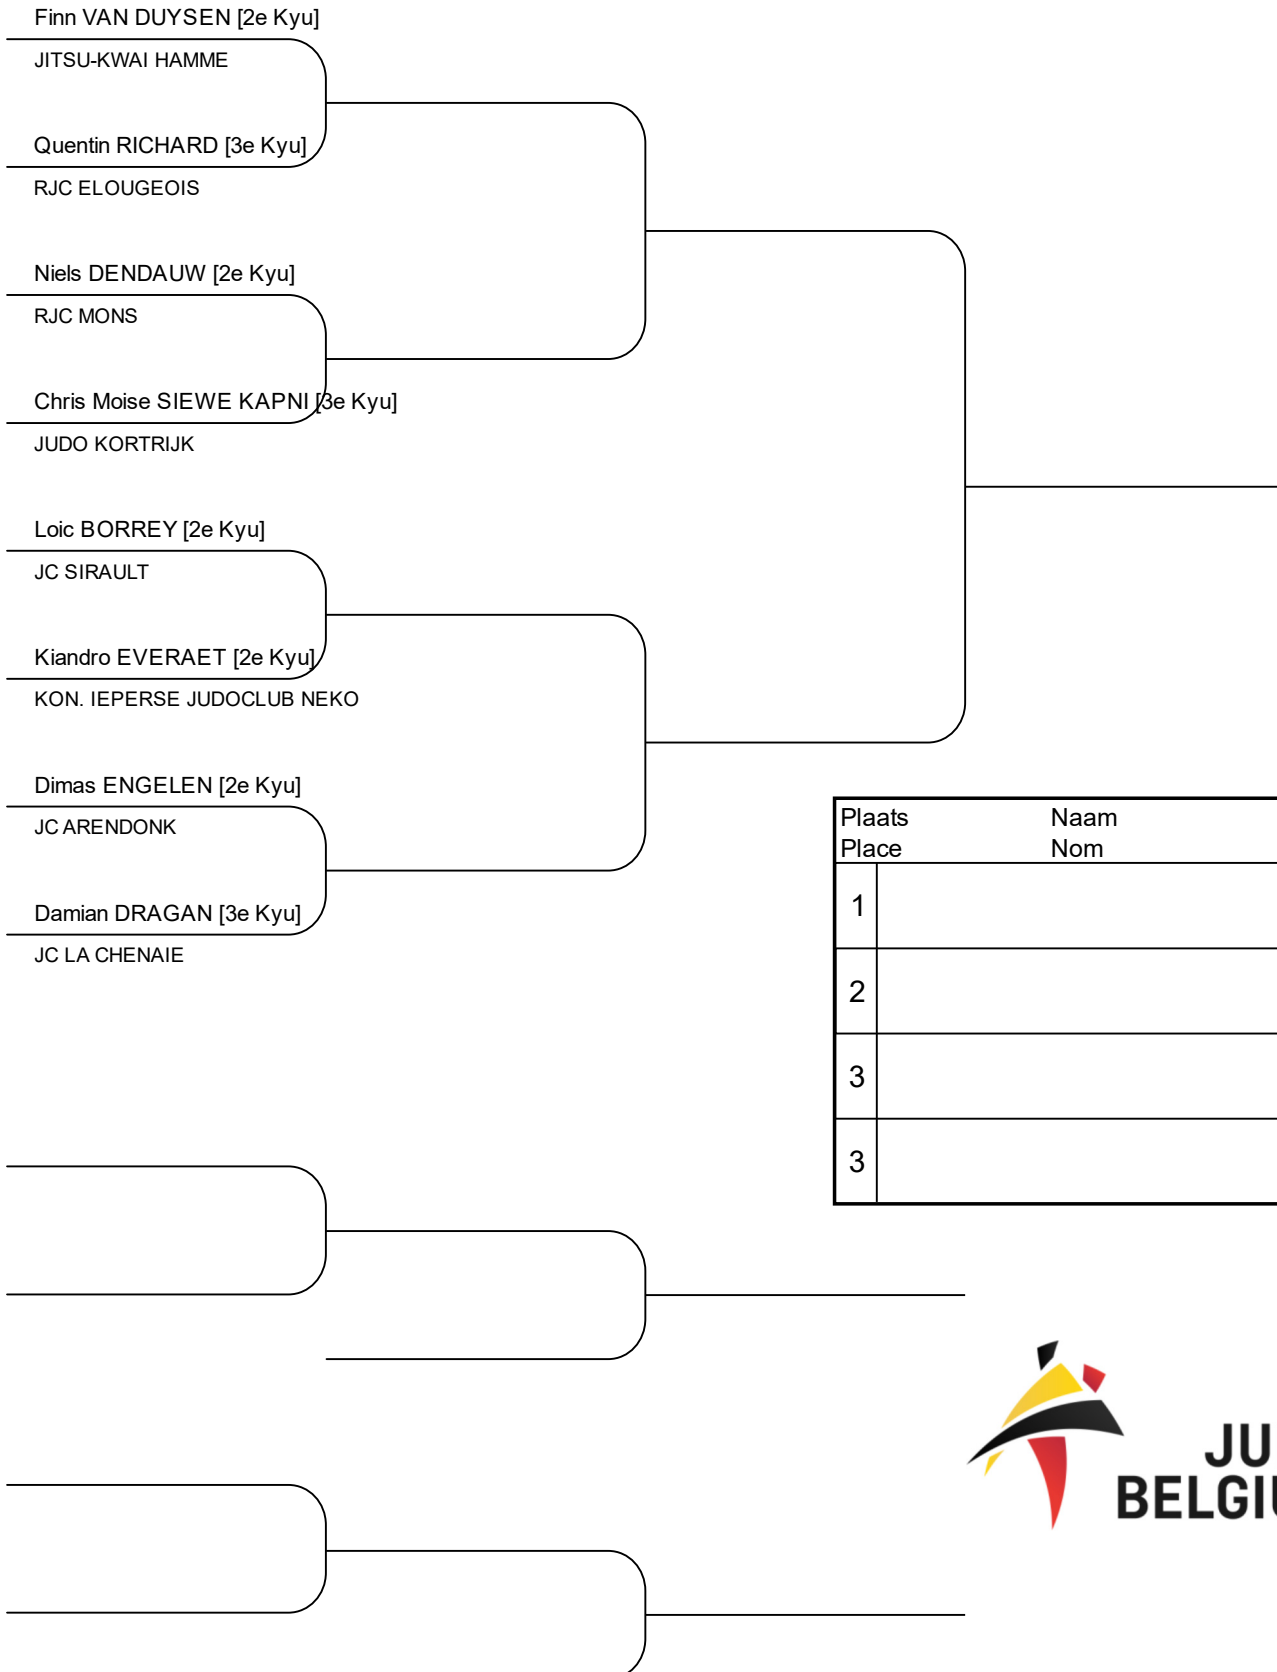 Finn VAN DUYSEN [2e Kyu]
JITSU-KWAI HAMME
Quentin RICHARD [3e Kyu]
RJC ELOUGEOIS
Niels DENDAUW [2e Kyu]
RJC MONS
Chris Moise SIEWE KAPNI [3e Kyu]
JUDO KORTRIJK
Loic BORREY [2e Kyu]
JC SIRAULT
Kiandro EVERAET [2e Kyu]
KON. IEPERSE JUDOCLUB NEKO
Dimas ENGELEN [2e Kyu]
JC ARENDONK
Damian DRAGAN [3e Kyu]
JC LA CHENAIE
Plaats Naam
Place Nom
1
2
3
3
JU
BELGIU